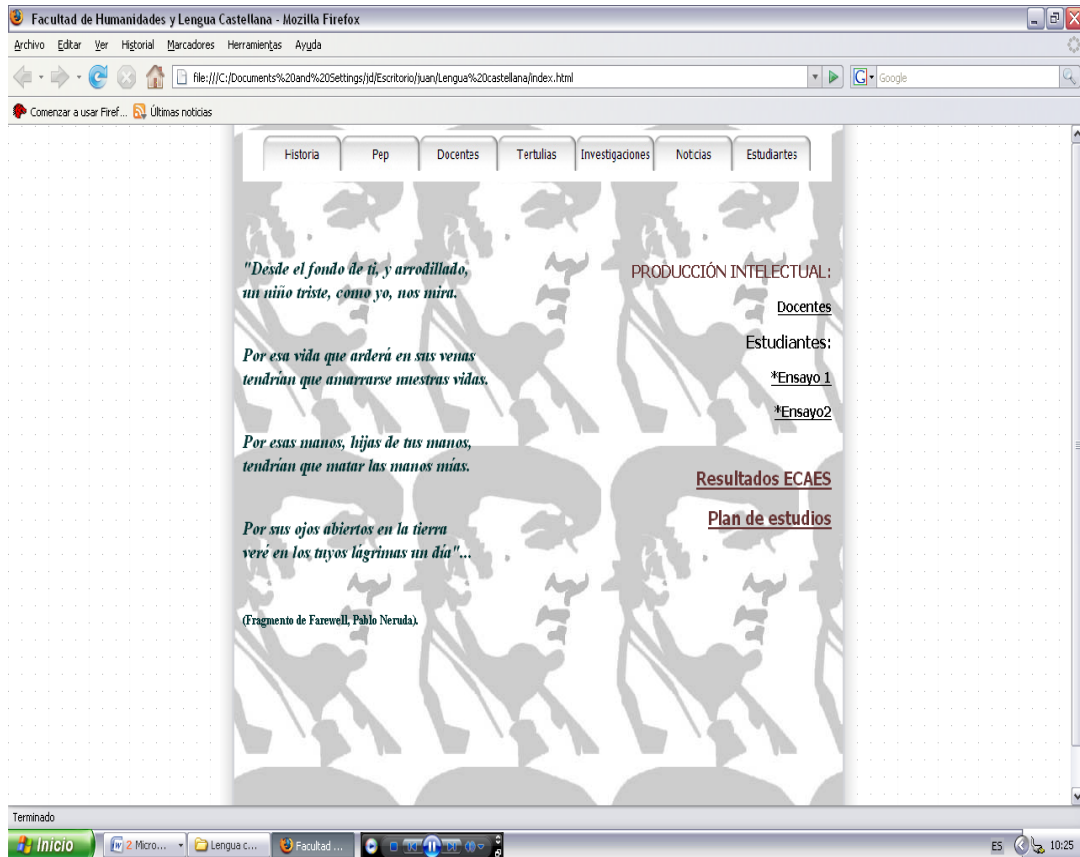 Facultad de Humanidades y Lengua Castellana - Mozilla Firefox
Archivo Editar Ver Historial Marcadores Herramientas Ayuda
file:///C:/Documents%20and%20Settings/jd/Escritorio/juan/Lengua%20castellana/index.html
Google
Comenzar a usar Firef... Últimas noticias
Historia Pep Docentes Tertulias Investigaciones Noticias Estudiantes
"Desde el fondo de ti, y arrodillado,
un niño triste, como yo, nos mira.
Por esa vida que arderá en sus venas
tendrían que amarrarse nuestras vidas.
Por esas manos, hijas de tus manos,
tendrían que matar las manos mías.
Por sus ojos abiertos en la tierra
veré en los tuyos lágrimas un día"...
(Fragmento de Farewell, Pablo Neruda).
PRODUCCIÓN INTELECTUAL:
Docentes
Estudiantes:
*Ensayo 1
*Ensayo2
Resultados ECAES
Plan de estudios
Terminado
Inicio 2 Micro... Lengua c... Facultad ... ES 10:25